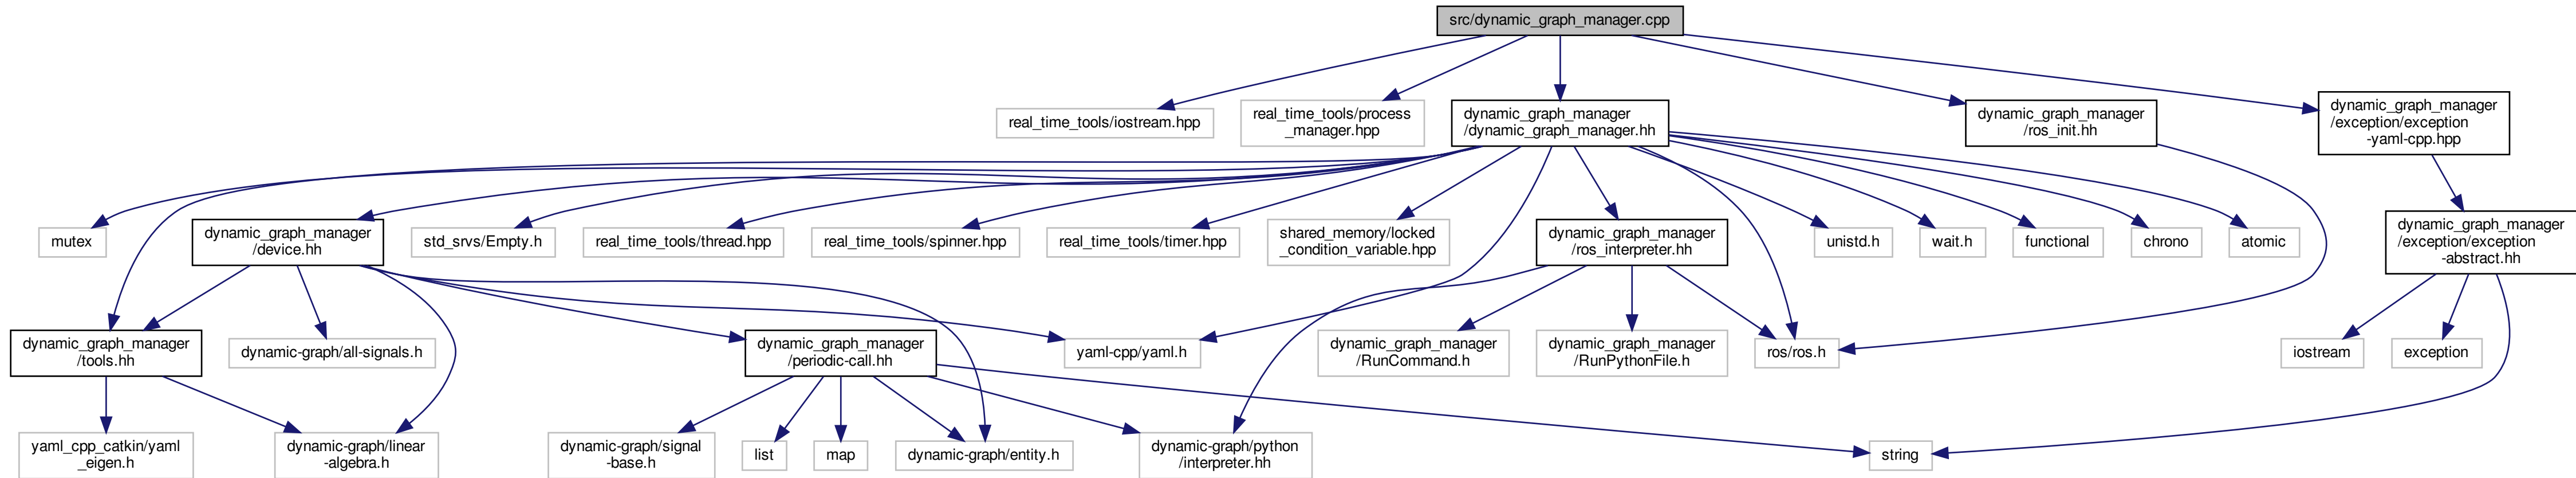 src/dynamic_graph_manager.cpp
real_time_tools/iostream.hpp
real_time_tools/process
_manager.hpp
dynamic_graph_manager
/dynamic_graph_manager.hh
dynamic_graph_manager
/ros_init.hh
dynamic_graph_manager
/exception/exception
-yaml-cpp.hpp
mutex
dynamic_graph_manager
/device.hh
std_srvs/Empty.h
real_time_tools/thread.hpp
real_time_tools/spinner.hpp
real_time_tools/timer.hpp
shared_memory/locked
_condition_variable.hpp
dynamic_graph_manager
/ros_interpreter.hh
unistd.h
wait.h
functional
chrono
atomic
dynamic_graph_manager
/exception/exception
-abstract.hh
dynamic_graph_manager
/tools.hh
dynamic-graph/all-signals.h
dynamic_graph_manager
/periodic-call.hh
yaml-cpp/yaml.h
dynamic_graph_manager
/RunCommand.h
dynamic_graph_manager
/RunPythonFile.h
ros/ros.h
iostream
exception
yaml_cpp_catkin/yaml
_eigen.h
dynamic-graph/linear
-algebra.h
dynamic-graph/signal
-base.h
list
map
dynamic-graph/entity.h
dynamic-graph/python
/interpreter.hh
string